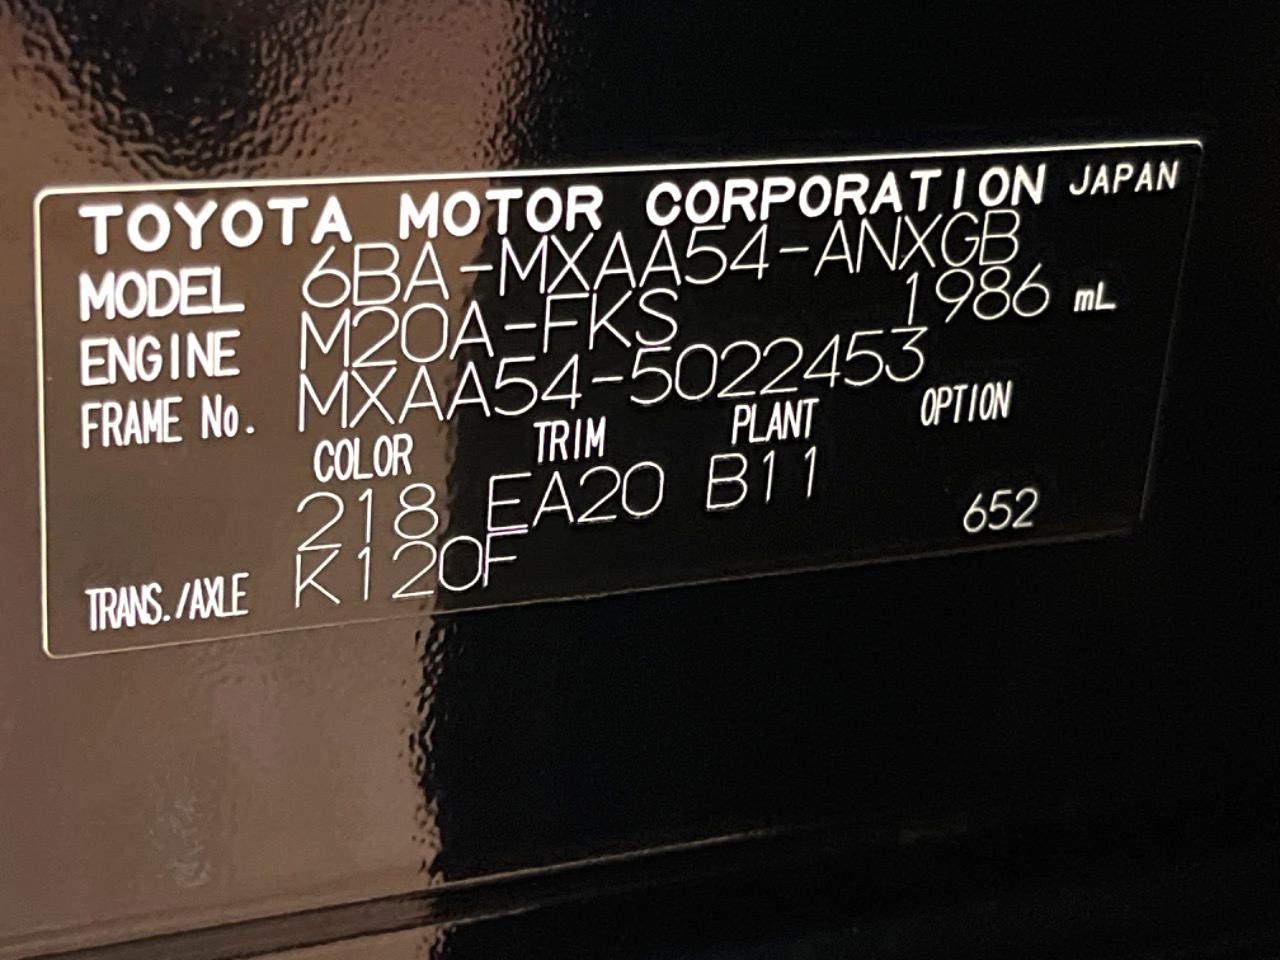 TOYOTA MOTOR CORPORATION JAPAN
MODEL 6BA-MXAA54-ANXGB
ENGINE M20A-FKS 1986 mL
FRAME No. MXAA54-5022453
COLOR TRIM PLANT OPTION
218 EA20 B11 652
TRANS./AXLE K120F